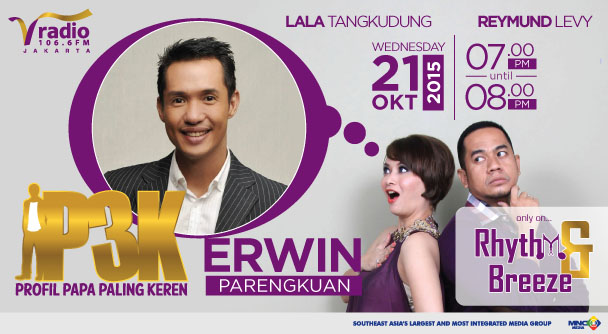 V radio
106.6FM
JAKARTA
LALA TANGKUDUNG
REYMUND LEVY
WEDNESDAY
21
OKT
2015
07.00
PM
until
08.00
PM
P3K
PROFIL PAPA PALING KEREN
ERWIN
PARENGKUAN
only on...
Rhythm &
Breeze
SOUTHEAST ASIA'S LARGEST AND MOST INTEGRATED MEDIA GROUP
MNC
MEDIA